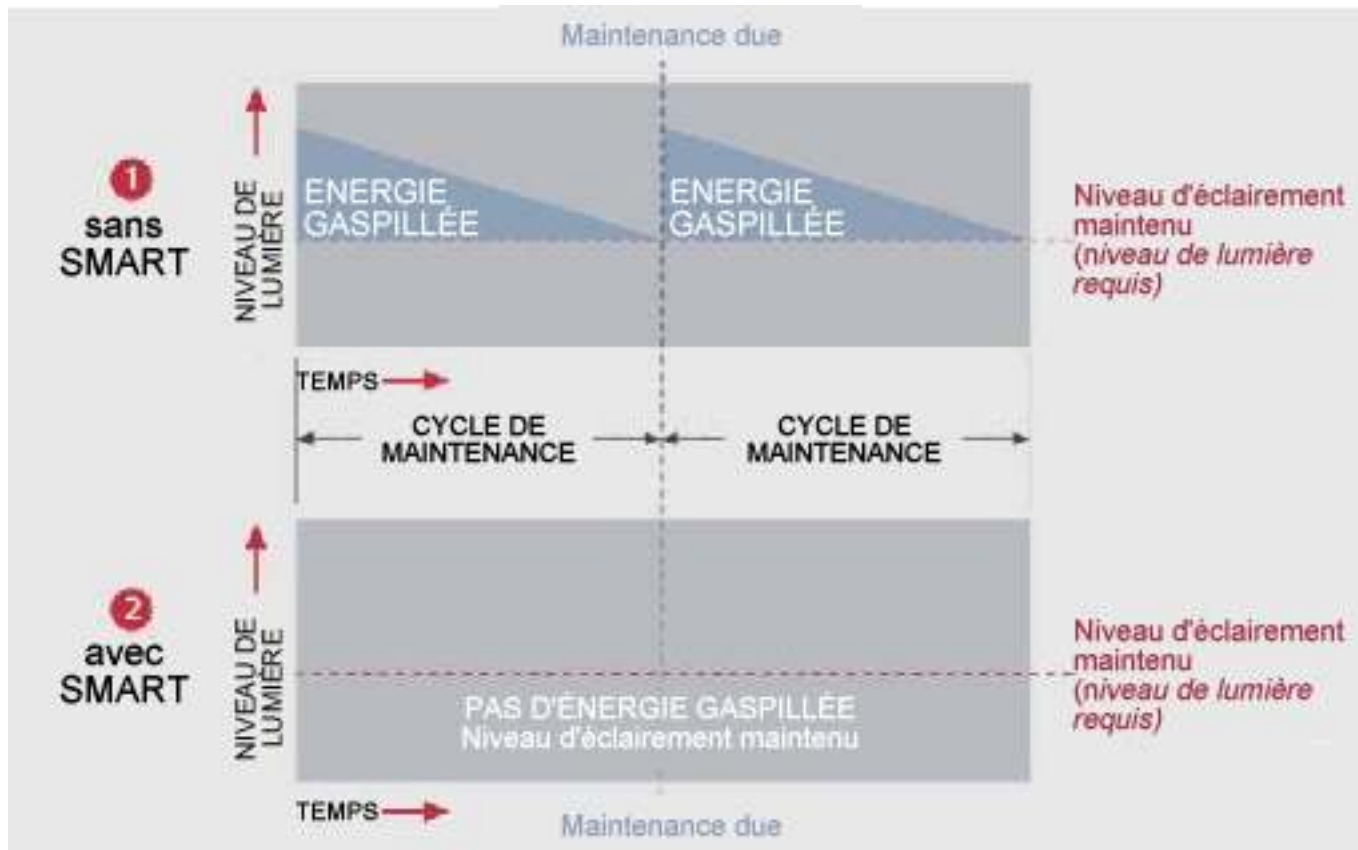 Maintenance due
1
sans
SMART
NIVEAU DE
LUMIÈRE
ENERGIE
GASPILLÉE
ENERGIE
GASPILLÉE
Niveau d'éclairement
maintenu
(niveau de lumière
requis)
TEMPS
CYCLE DE
MAINTENANCE
CYCLE DE
MAINTENANCE
2
avec
SMART
NIVEAU DE
LUMIÈRE
PAS D'ÉNERGIE GASPILLÉE
Niveau d'éclairement maintenu
Niveau d'éclairement
maintenu
(niveau de lumière
requis)
TEMPS
Maintenance due